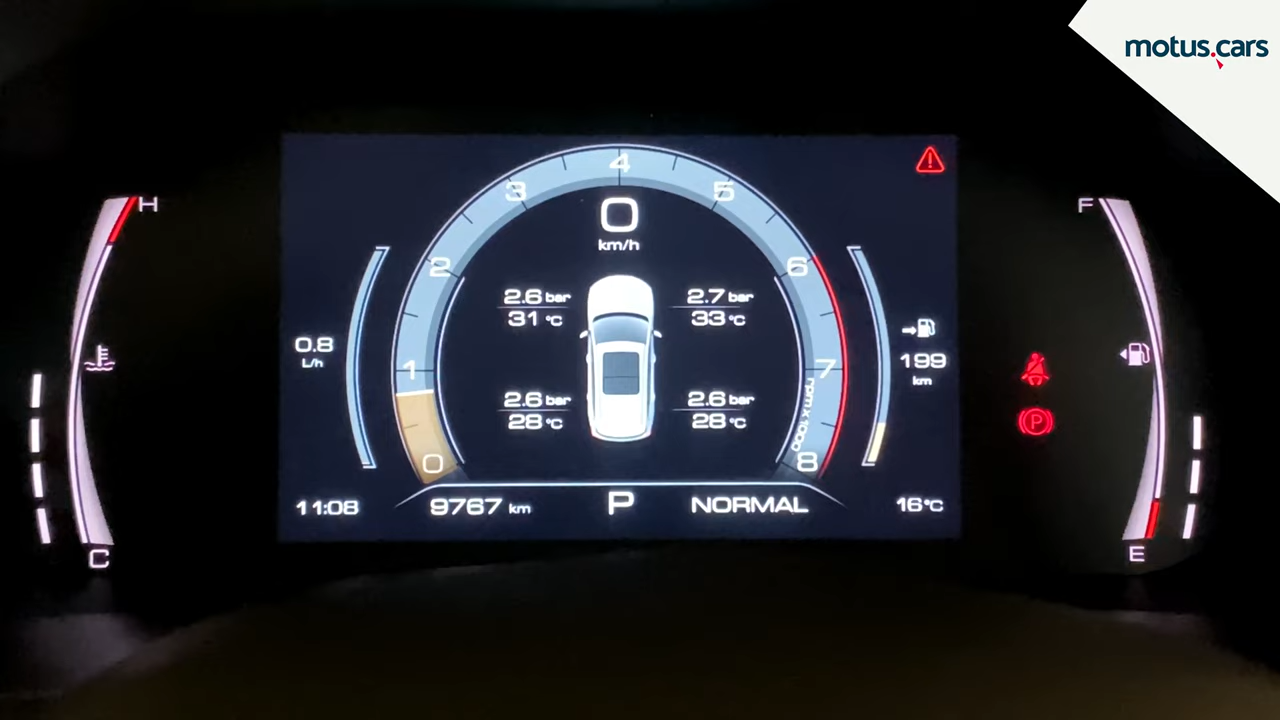 motus.cars
H
F
4
3
5
0
km/h
2
6
2.6 bar
31 °C
2.7 bar
33 °C
0.8
L/h
199
km
1
7
2.6 bar
28 °C
2.6 bar
28 °C
rpm x 1000
0
8
P
11:08
9767 km
P
NORMAL
16°C
C
E